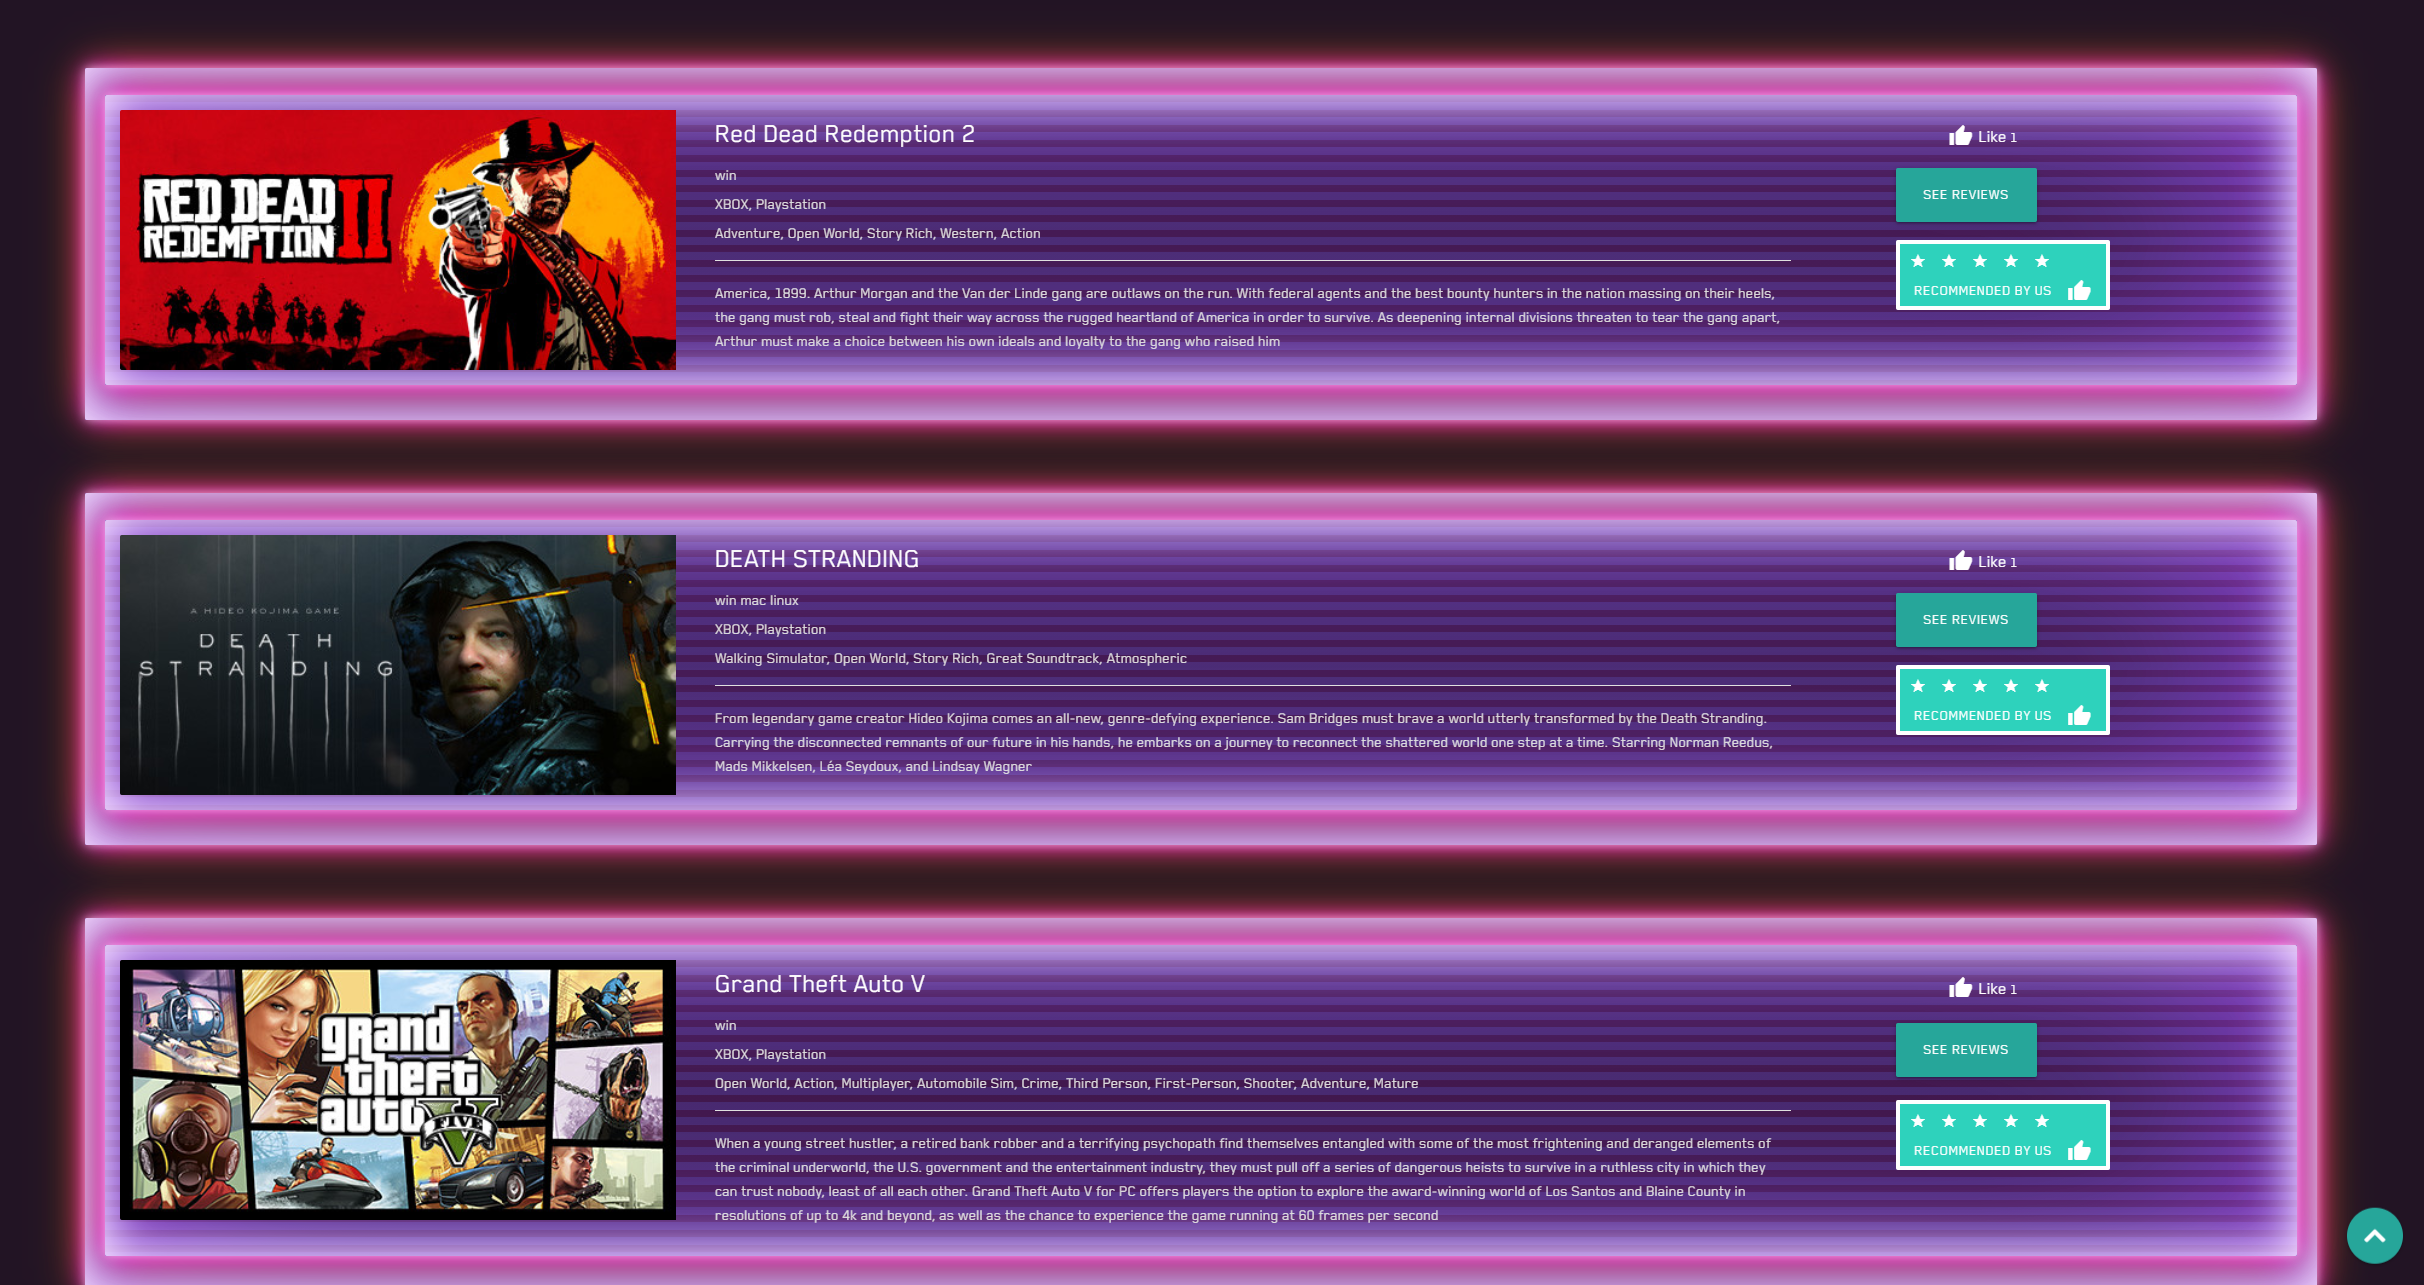 RED DEAD
REDEMPTION II
Red Dead Redemption 2
win
XBOX, Playstation
Adventure, Open World, Story Rich, Western, Action
America, 1899. Arthur Morgan and the Van der Linde gang are outlaws on the run. With federal agents and the best bounty hunters in the nation massing on their heels,
the gang must rob, steal and fight their way across the rugged heartland of America in order to survive. As deepening internal divisions threaten to tear the gang apart,
Arthur must make a choice between his own ideals and loyalty to the gang who raised him
Like 1
SEE REVIEWS
RECOMMENDED BY US
A HIDEO KOJIMA GAME
DEATH
STRANDING
DEATH STRANDING
win mac linux
XBOX, Playstation
Walking Simulator, Open World, Story Rich, Great Soundtrack, Atmospheric
From legendary game creator Hideo Kojima comes an all-new, genre-defying experience. Sam Bridges must brave a world utterly transformed by the Death Stranding.
Carrying the disconnected remnants of our future in his hands, he embarks on a journey to reconnect the shattered world one step at a time. Starring Norman Reedus,
Mads Mikkelsen, Léa Seydoux, and Lindsay Wagner
Like 1
SEE REVIEWS
RECOMMENDED BY US
grand
theft
auto V
FIVE
Grand Theft Auto V
win
XBOX, Playstation
Open World, Action, Multiplayer, Automobile Sim, Crime, Third Person, First-Person, Shooter, Adventure, Mature
When a young street hustler, a retired bank robber and a terrifying psychopath find themselves entangled with some of the most frightening and deranged elements of
the criminal underworld, the U.S. government and the entertainment industry, they must pull off a series of dangerous heists to survive in a ruthless city in which they
can trust nobody, least of all each other. Grand Theft Auto V for PC offers players the option to explore the award-winning world of Los Santos and Blaine County in
resolutions of up to 4k and beyond, as well as the chance to experience the game running at 60 frames per second
Like 1
SEE REVIEWS
RECOMMENDED BY US